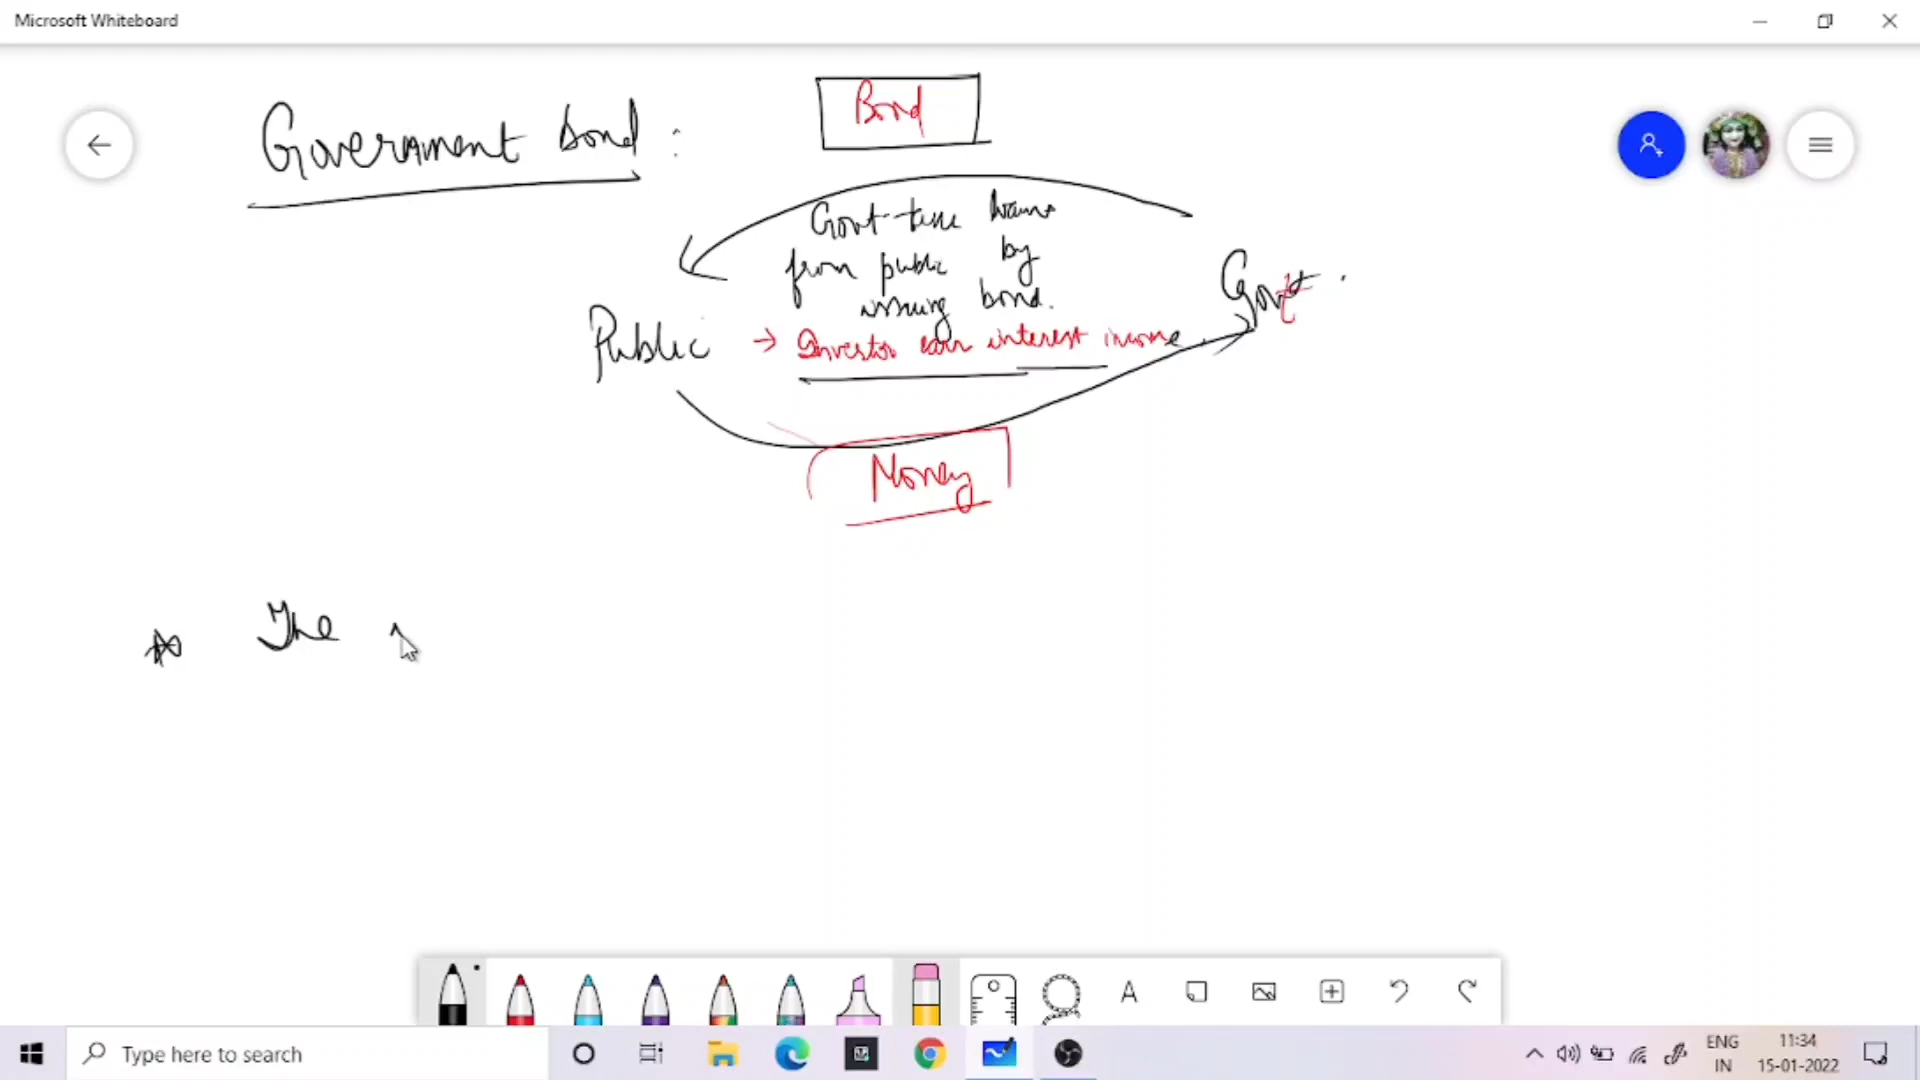 Microsoft Whiteboard
Government bond :
Bond
Govt take loans
from public by
issuing bond.
Govt.
Public → Investor earn interest income.
Money
The
A
Type here to search
ENG
IN
11:34
15-01-2022